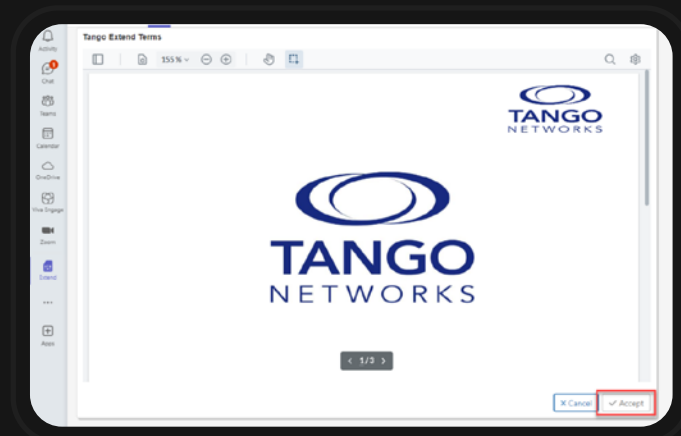 Tango Extend Terms
Activity
155 %
Chat
TANGO
NETWORKS
Teams
Calendar
OneDrive
Viva Engage
TANGO
NETWORKS
Zoom
Extend
1/3
Apps
Cancel
Accept